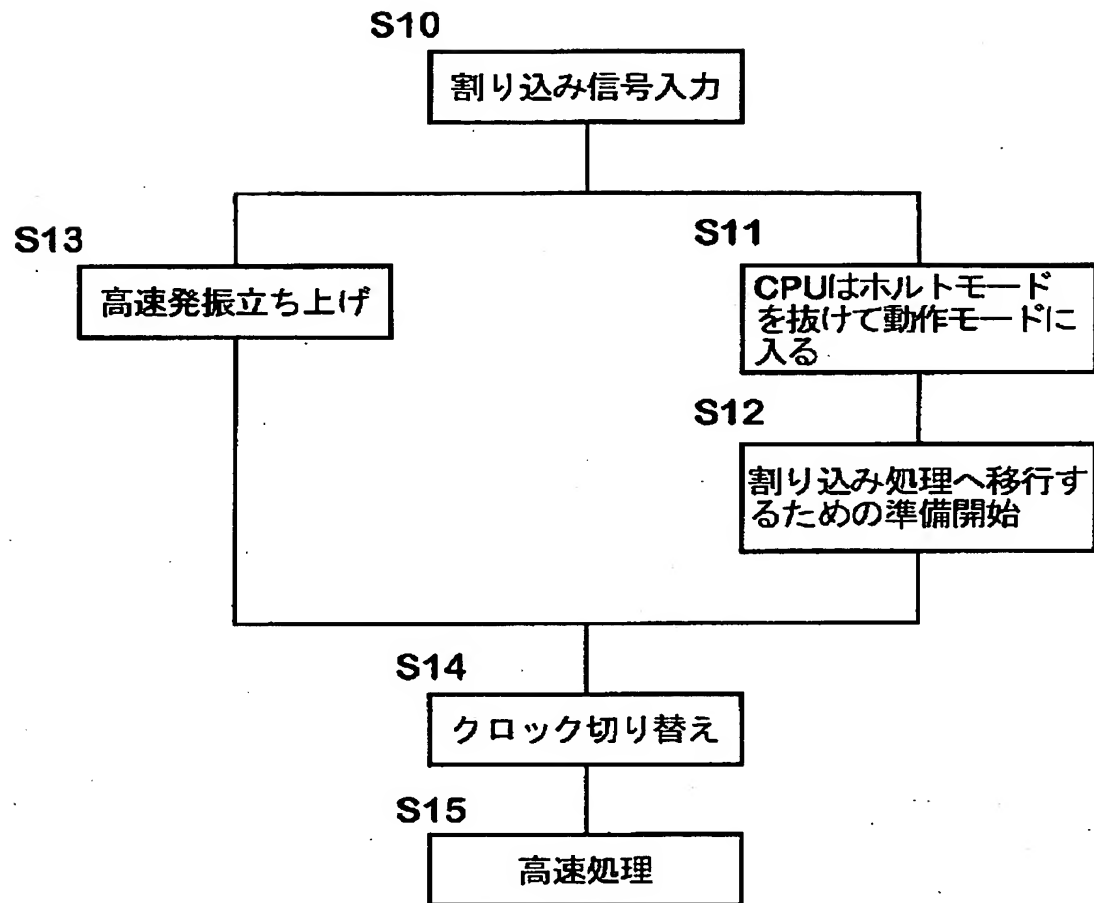 S10
割り込み信号入力
S13
高速発振立ち上げ
S11
CPUはホルトモード
を抜けて動作モードに
入る
S12
割り込み処理へ移行す
るための準備開始
S14
クロック切り替え
S15
高速処理